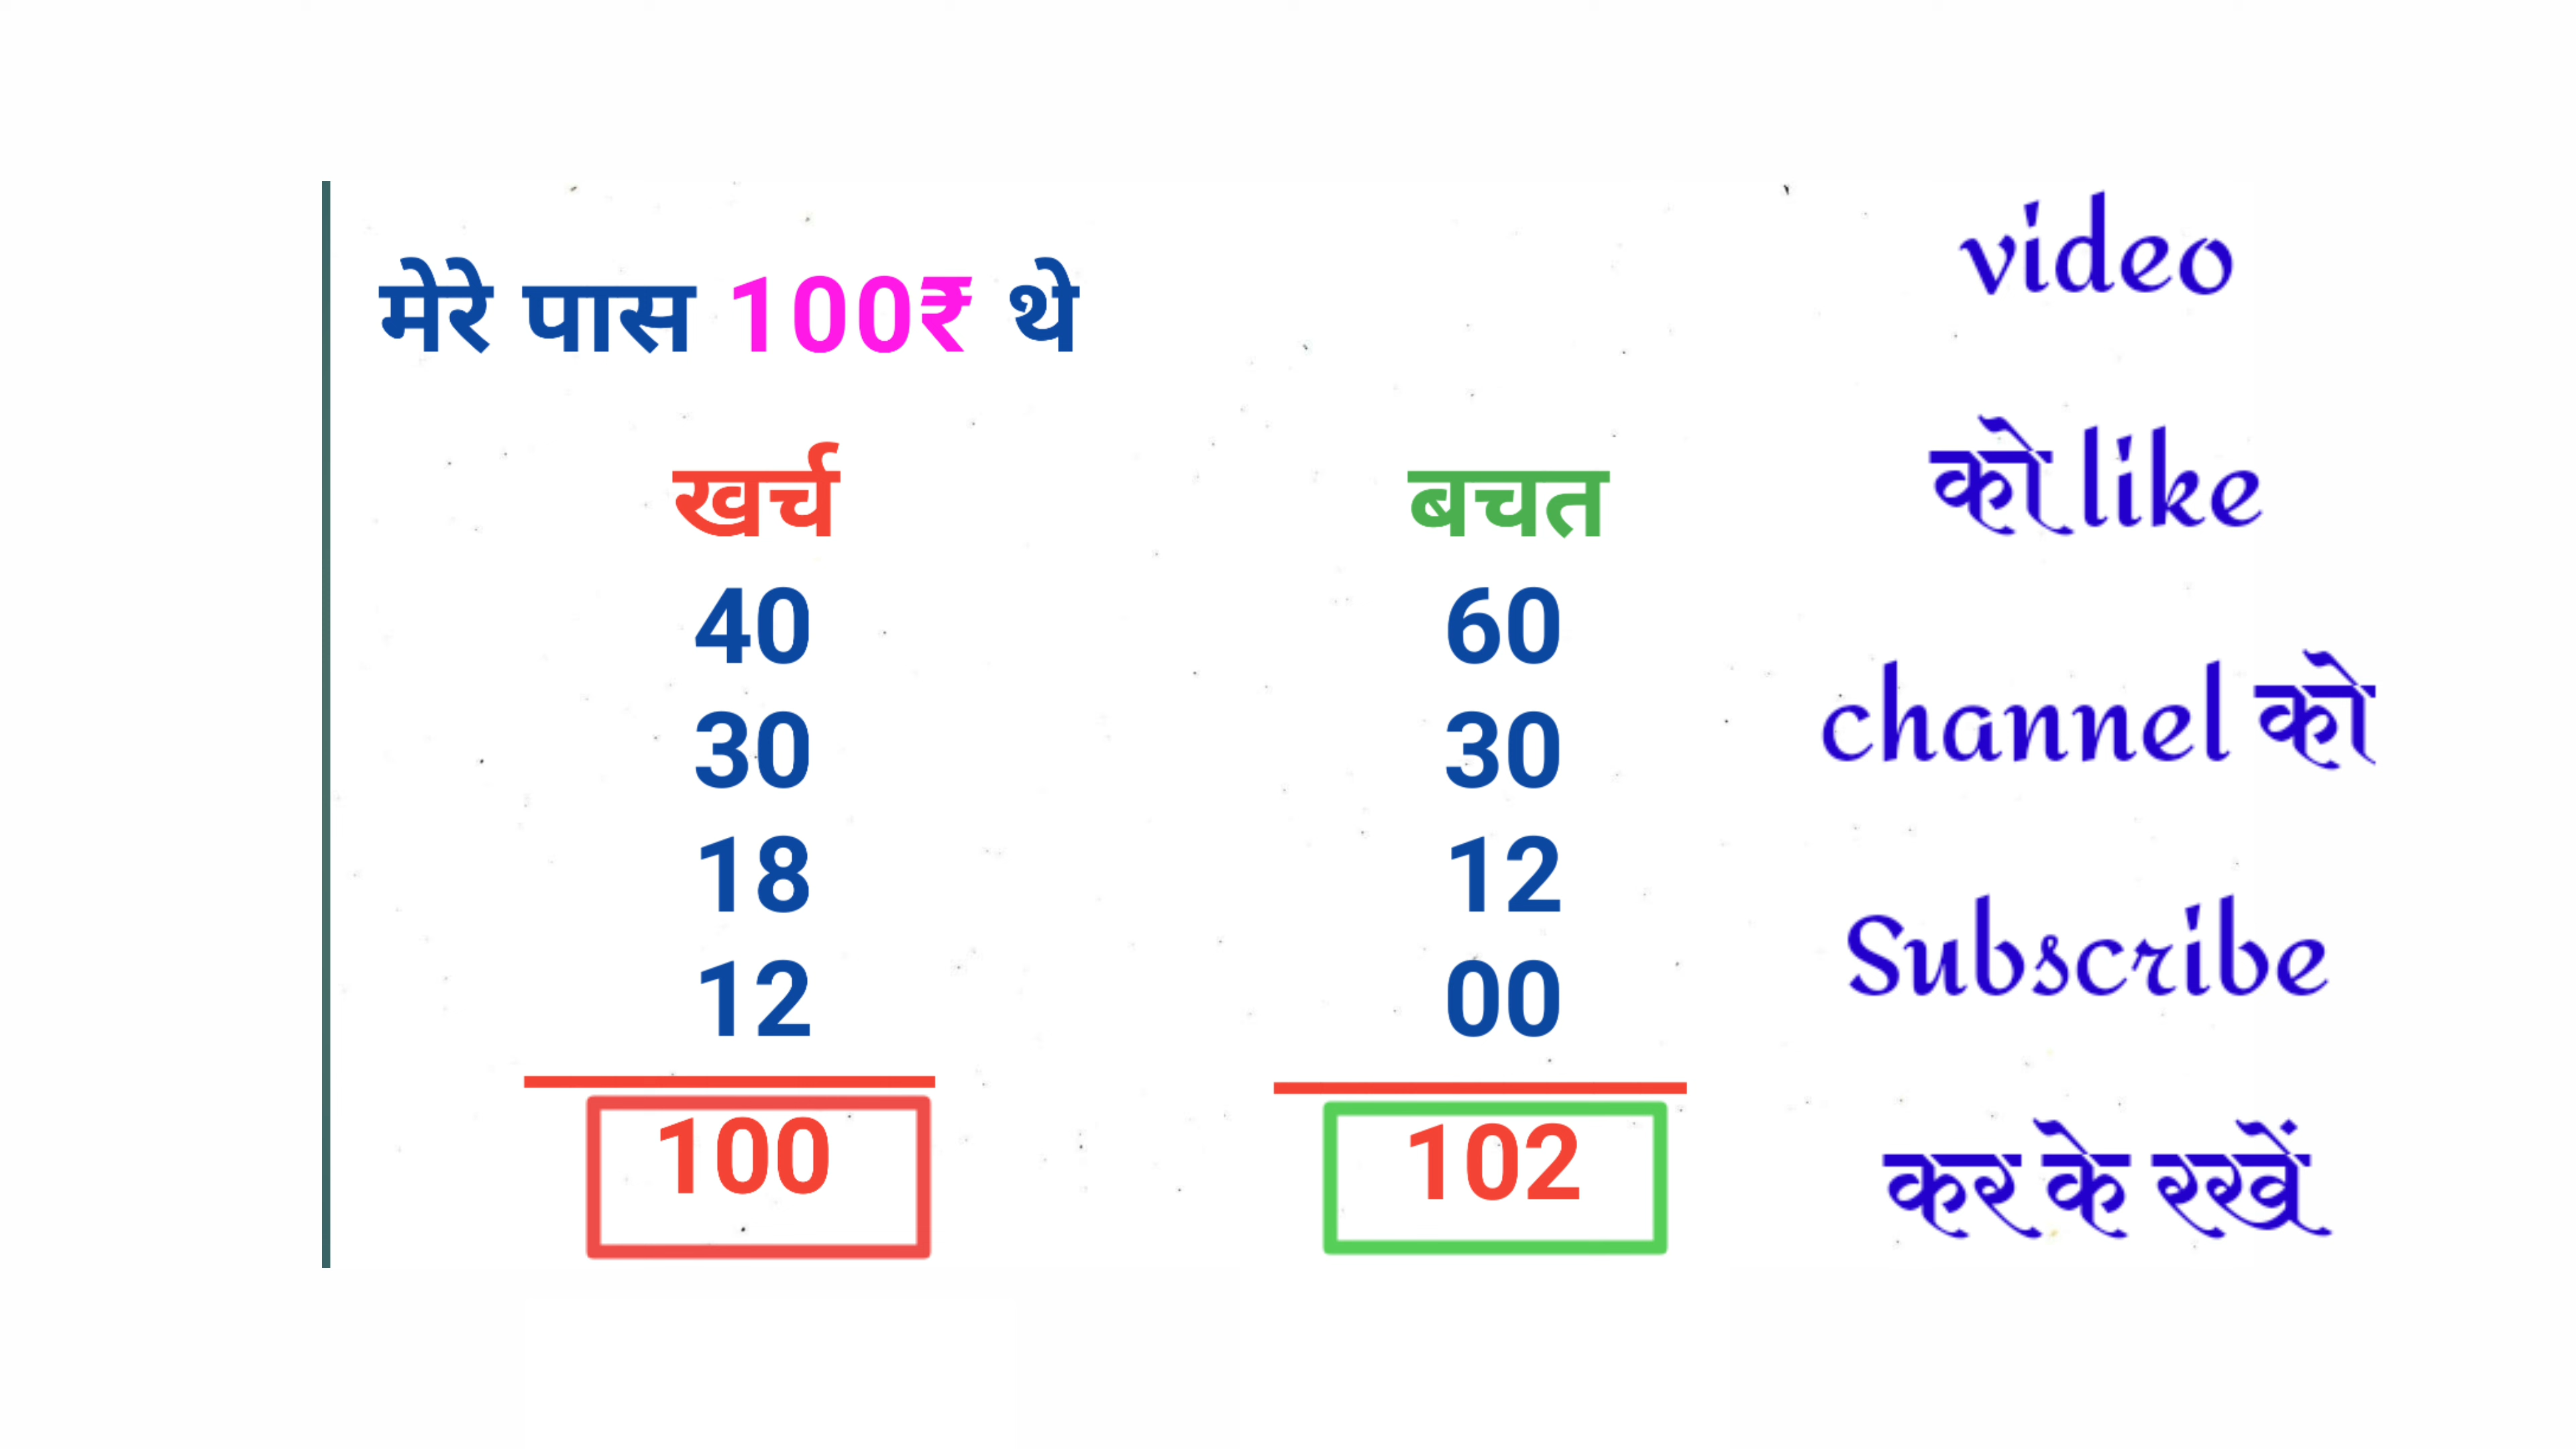 मेरे पास 100₹ थे
खर्च बचत
40 60
30 30
18 12
12 00
100 102
video
को like
channel को
Subscribe
कर के रखें